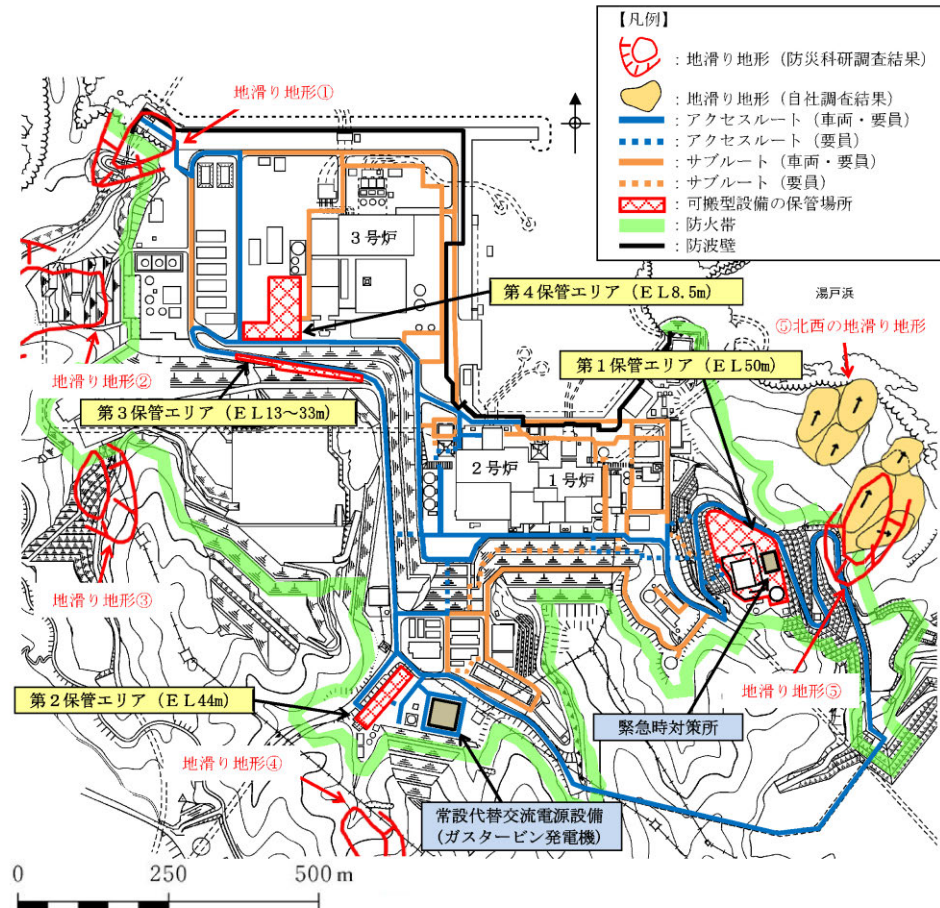 【凡例】
：地滑り地形（防災科研調査結果）
：地滑り地形（自社調査結果）
：アクセスルート（車両・要員）
：アクセスルート（要員）
：サブルート（車両・要員）
：サブルート（要員）
：可搬型設備の保管場所
：防火帯
：防波壁
地滑り地形①
3号炉
第4保管エリア（EL8.5m）
湯戸浜
⑤北西の地滑り地形
第1保管エリア（EL50m）
地滑り地形②
第3保管エリア（EL13～33m）
2号炉
1号炉
地滑り地形③
地滑り地形⑤
第2保管エリア（EL44m）
緊急時対策所
地滑り地形④
常設代替交流電源設備
(ガスタービン発電機)
0 250 500m